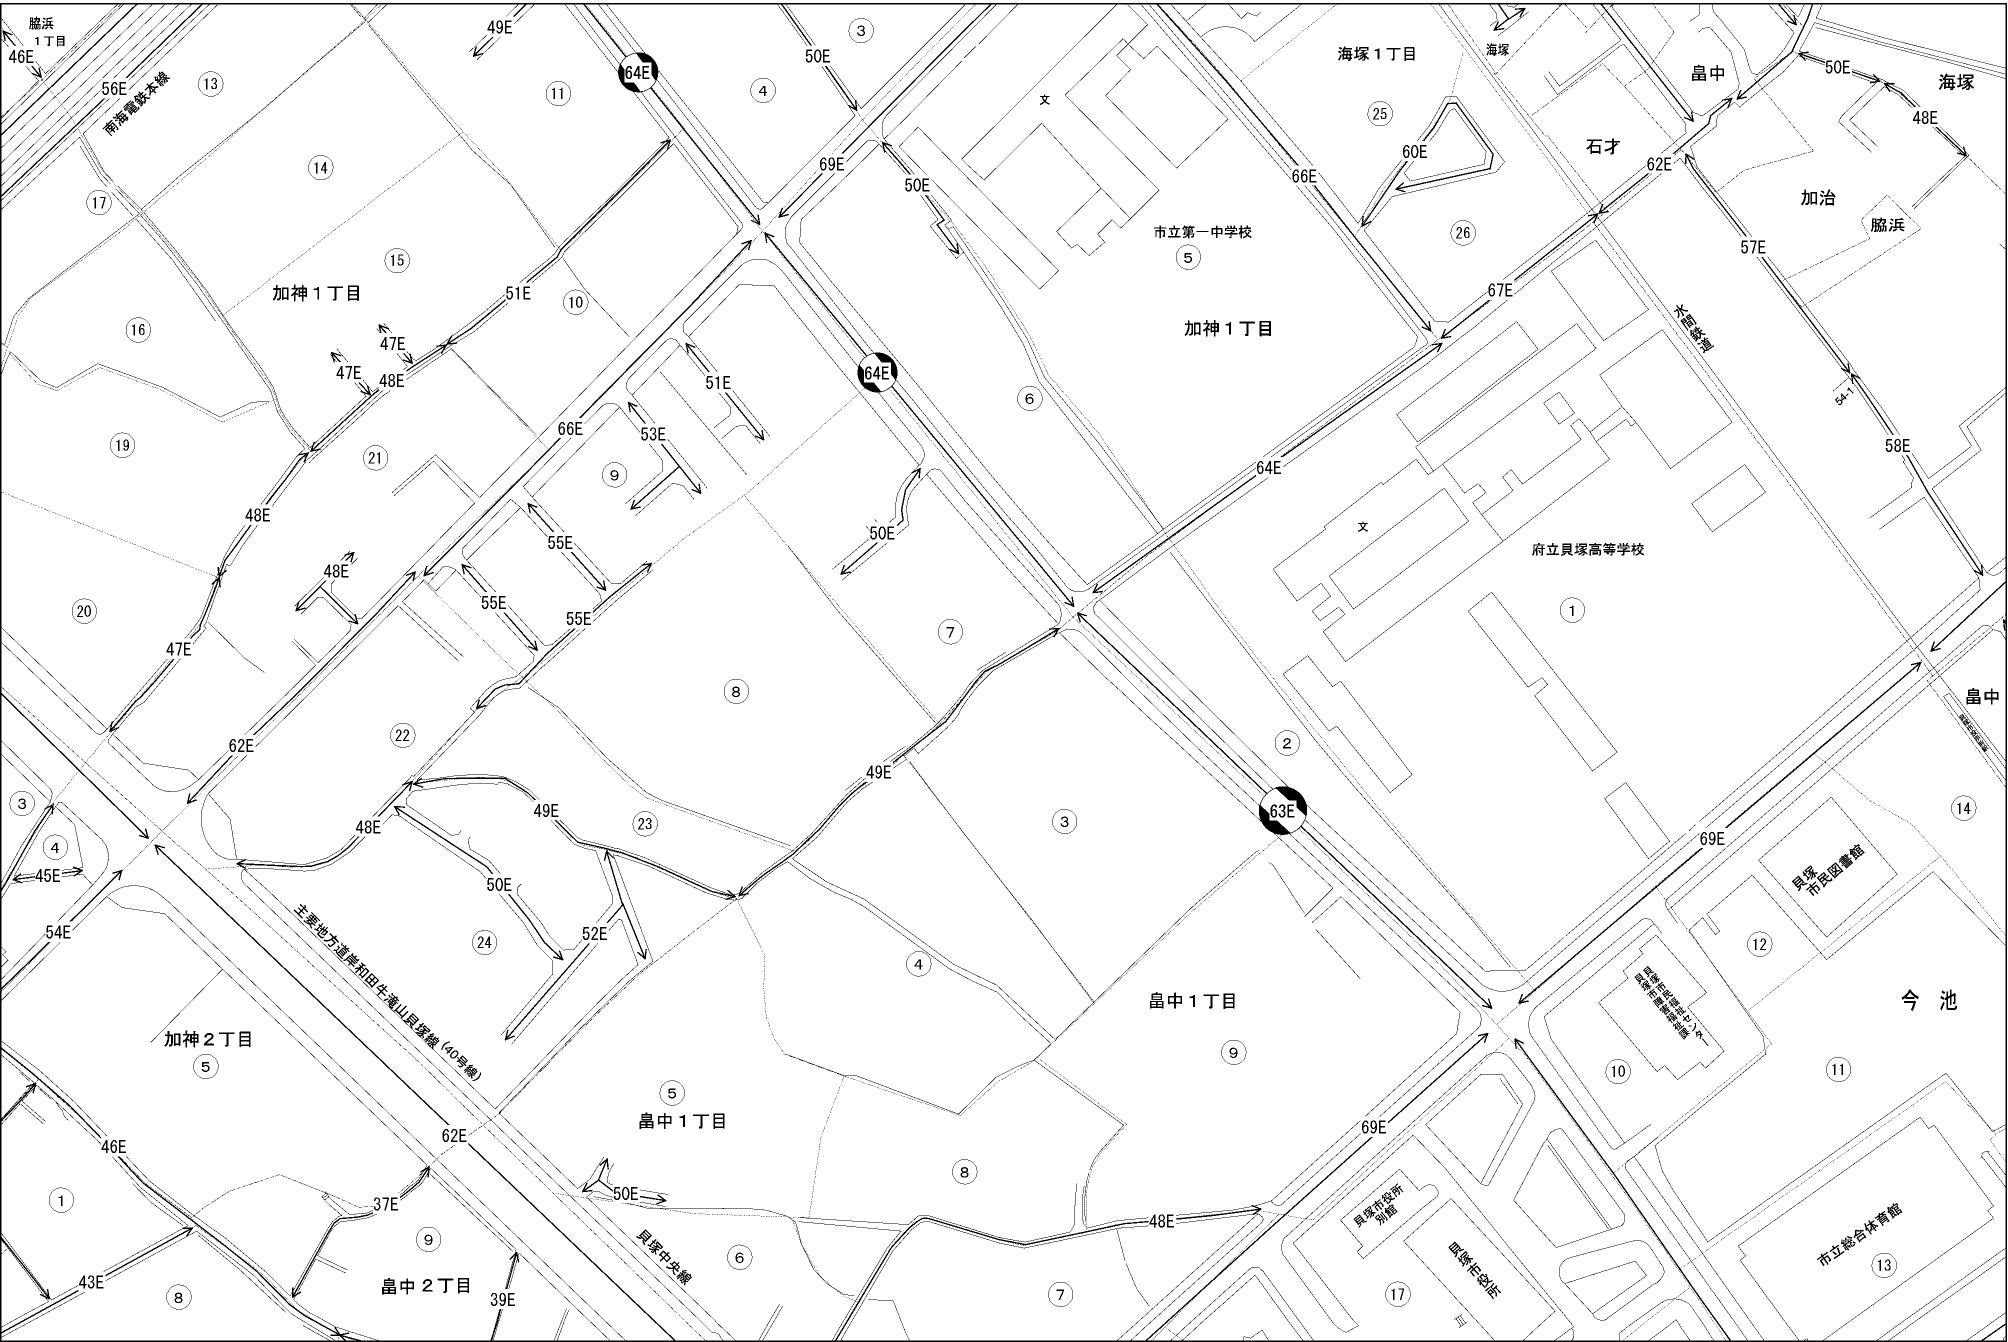 脇浜
１丁目
46E
56E
南海電鉄本線
⑬
49E
64E
⑪
50E
③
④
海塚１丁目
海塚
畠中
50E
海塚
48E
文
㉕
60E
石才
62E
⑭
⑰
69E
50E
66E
加治
脇浜
57E
市立第一中学校
⑤
㉖
67E
⑮
加神１丁目
51E
⑩
⑯
加神１丁目
水間鉄道
47E
47E
48E
64E
51E
⑥
54-1
58E
66E
53E
⑨
⑲
㉑
64E
48E
50E
55E
文
府立貝塚高等学校
48E
55E
55E
⑳
①
⑦
47E
⑧
畠中
22
②
62E
49E
③
④
45E
49E
48E
23
③
63E
69E
⑭
貝塚
市民図書館
50E
52E
24
54E
④
⑫
主要地方道岸和田牛滝山貝塚線（40号線）
畠中１丁目
⑨
今池
加神２丁目
⑤
⑩
⑪
⑤
畠中１丁目
62E
69E
46E
①
37E
50E
⑧
48E
貝塚市役所
別館
貝塚市役所
市立総合体育館
⑬
⑨
畠中２丁目
貝塚中央線
⑥
43E
⑧
39E
⑦
⑰